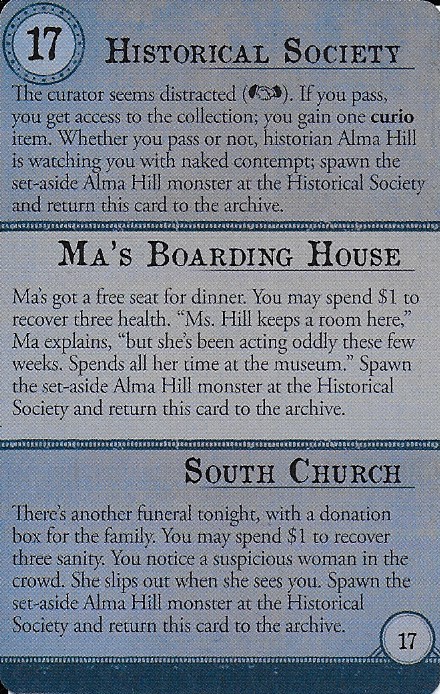 17
HISTORICAL SOCIETY
The curator seems distracted ( ). If you pass,
you get access to the collection; you gain one curio
item. Whether you pass or not, historian Alma Hill
is watching you with naked contempt; spawn the
set-aside Alma Hill monster at the Historical Society
and return this card to the archive.
MA'S BOARDING HOUSE
Ma's got a free seat for dinner. You may spend $1 to
recover three health. “Ms. Hill keeps a room here,”
Ma explains, “but she's been acting oddly these few
weeks. Spends all her time at the museum.” Spawn
the set-aside Alma Hill monster at the Historical
Society and return this card to the archive.
SOUTH CHURCH
There's another funeral tonight, with a donation
box for the family. You may spend $1 to recover
three sanity. You notice a suspicious woman in the
crowd. She slips out when she sees you. Spawn the
set-aside Alma Hill monster at the Historical
Society and return this card to the archive.
17